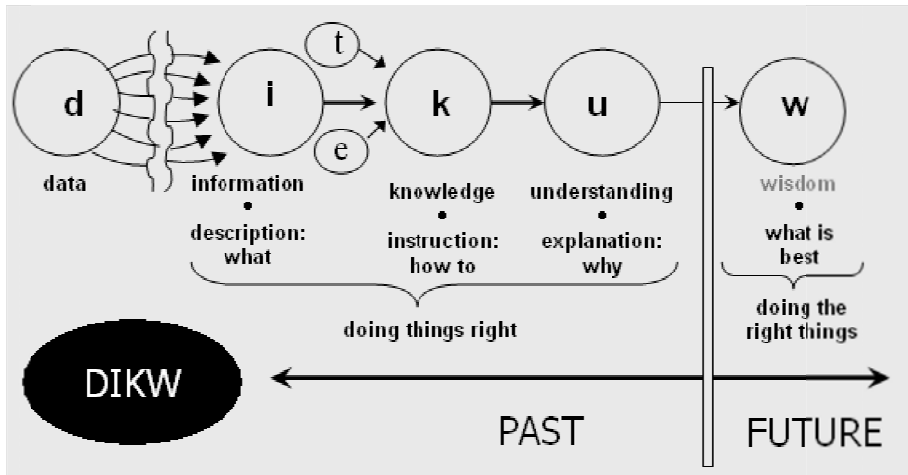 d
i
t
e
k
u
w
data
information
knowledge
understanding
wisdom
description:
what
instruction:
how to
explanation:
why
what is
best
doing things right
doing the
right things
DIKW
PAST
FUTURE